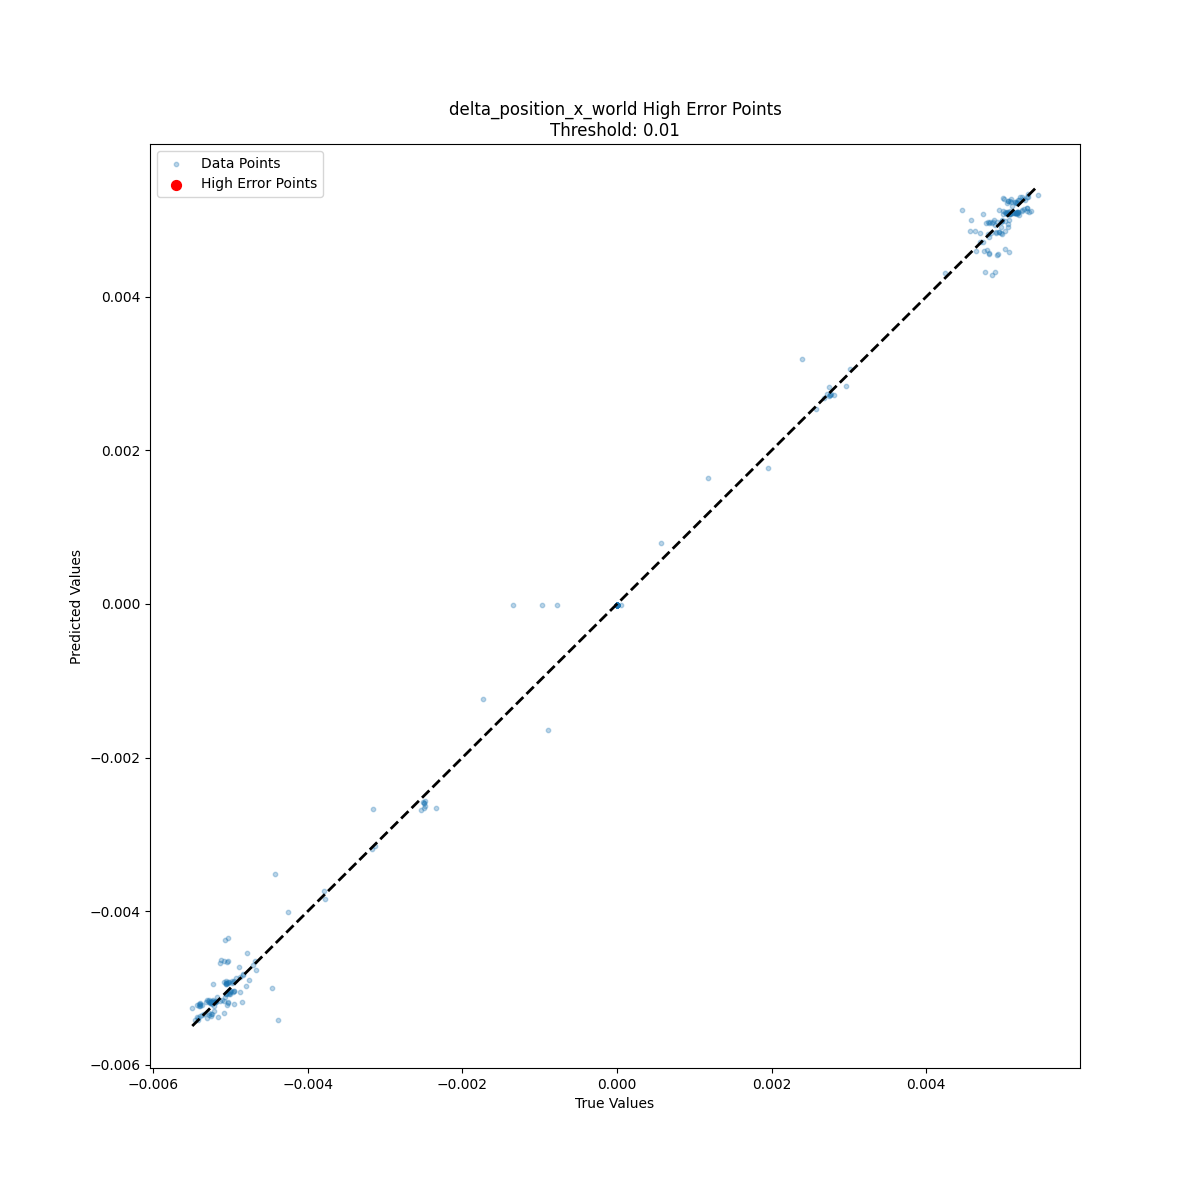 delta_position_x_world High Error Points
Threshold: 0.01
Data Points
High Error Points
0.004
0.002
0.000
−0.002
−0.004
−0.006
Predicted Values
−0.006
−0.004
−0.002
0.000
0.002
0.004
True Values